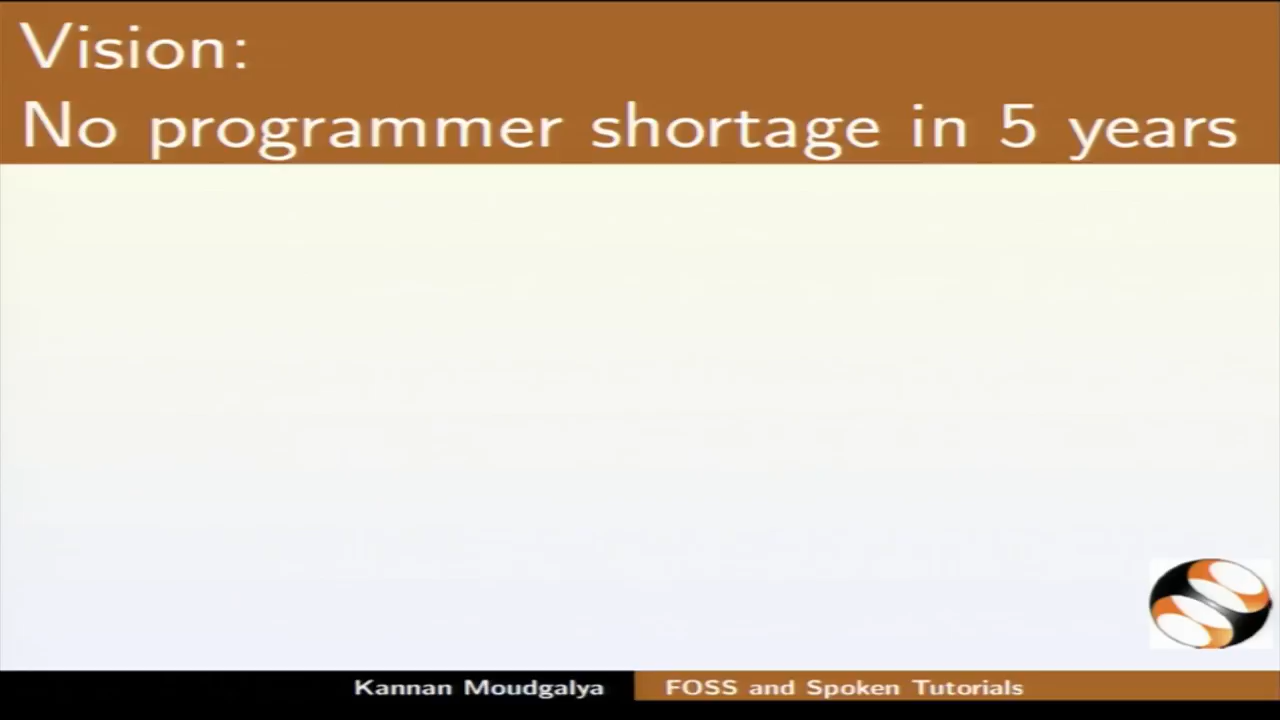 Vision:
No programmer shortage in 5 years
Kannan Moudgalya
FOSS and Spoken Tutorials